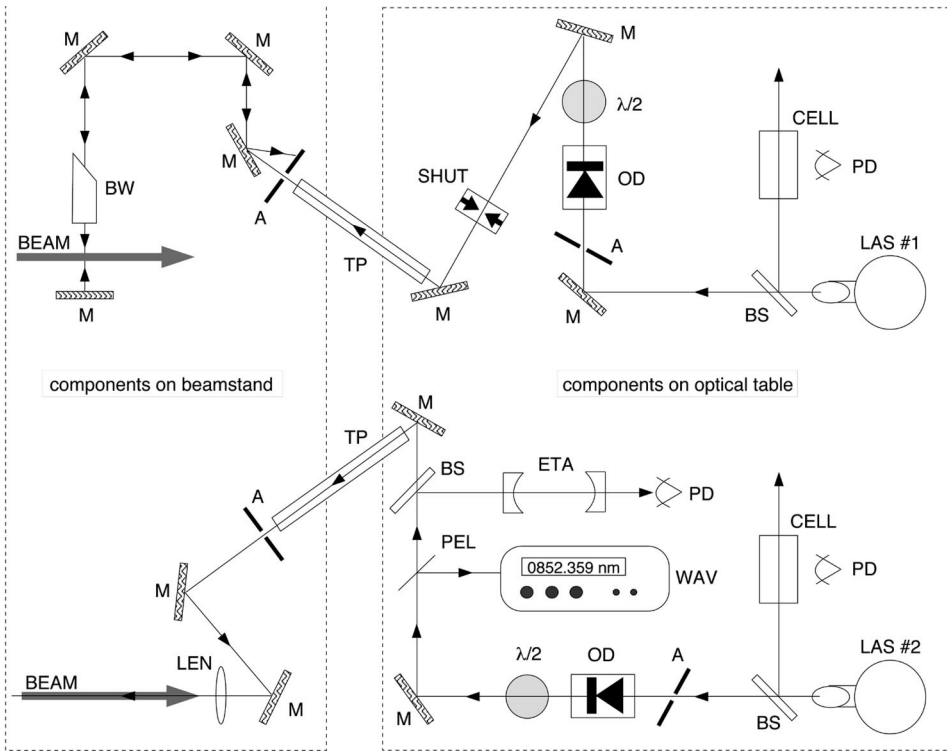 M
M
M
λ/2
CELL
PD
M
SHUT
OD
BW
A
A
LAS #1
BEAM
TP
BS
M
M
M
components on beamstand
components on optical table
M
TP
BS
ETA
PD
A
CELL
PEL
0852.359 nm
WAV
PD
M
LEN
λ/2
OD
A
LAS #2
BEAM
M
M
BS